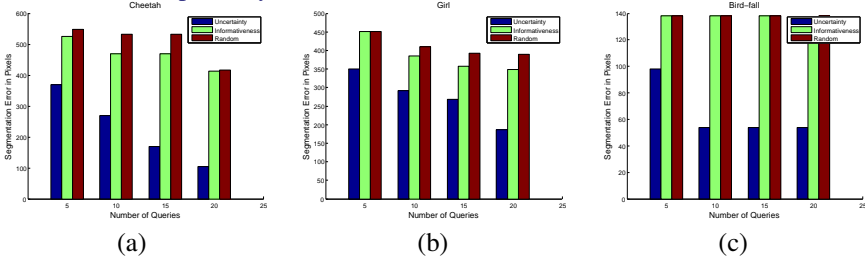 Cheetah
Segmentation Error in Pixels
600
500
400
300
200
100
0
5 10 15 20 25
Number of Queries
Uncertainty
Informativeness
Random
(a)
Girl
Segmentation Error in Pixels
500
450
400
350
300
250
200
150
100
50
0
5 10 15 20 25
Number of Queries
Uncertainty
Informativeness
Random
(b)
Bird-fall
Segmentation Error in Pixels
140
120
100
80
60
40
20
0
5 10 15 20 25
Number of Queries
Uncertainty
Informativeness
Random
(c)